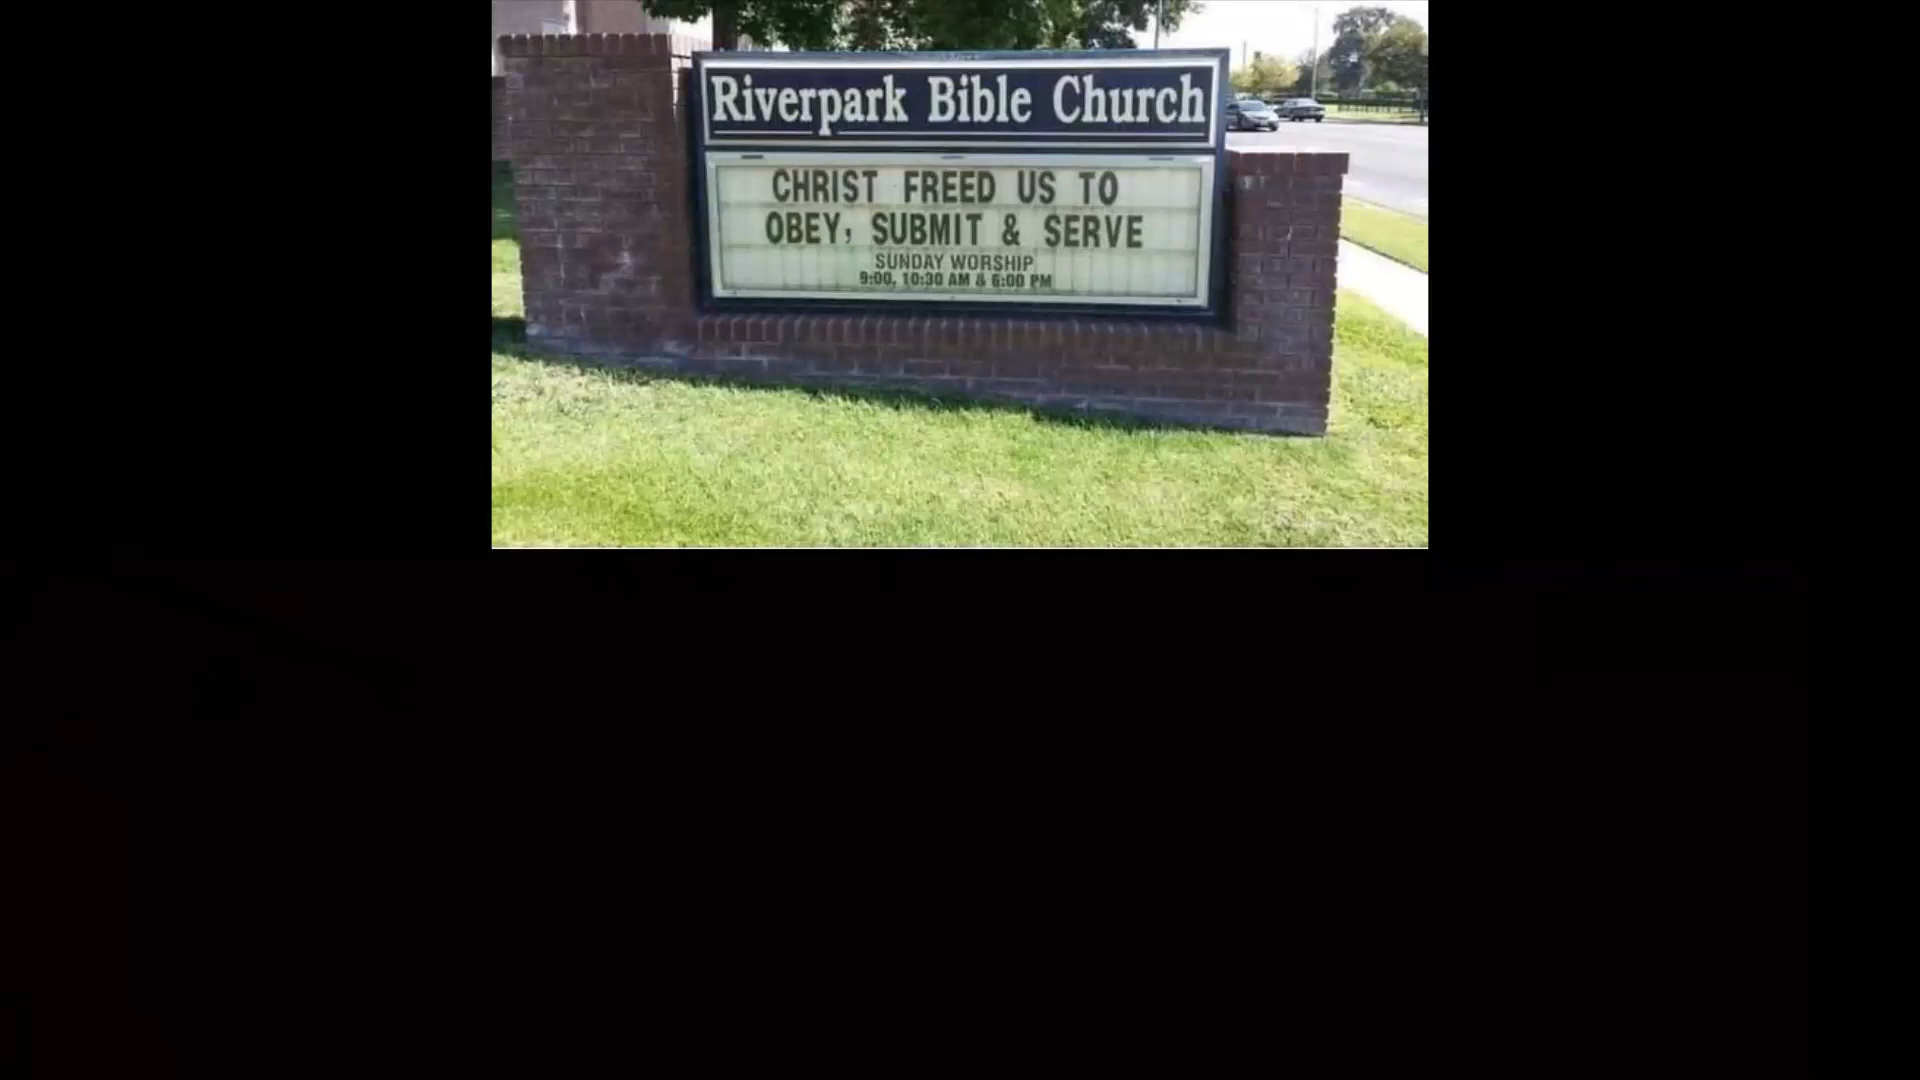 Riverpark Bible Church
CHRIST FREED US TO
OBEY, SUBMIT & SERVE
SUNDAY WORSHIP
9:00, 10:30 AM & 6:00 PM